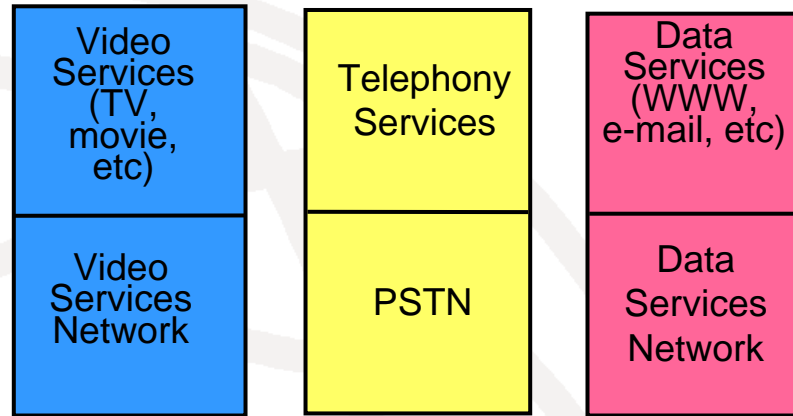 Video
Services
(TV,
movie,
etc)
Telephony
Services
Data
Services
(WWW,
e-mail, etc)
Video
Services
Network
PSTN
Data
Services
Network